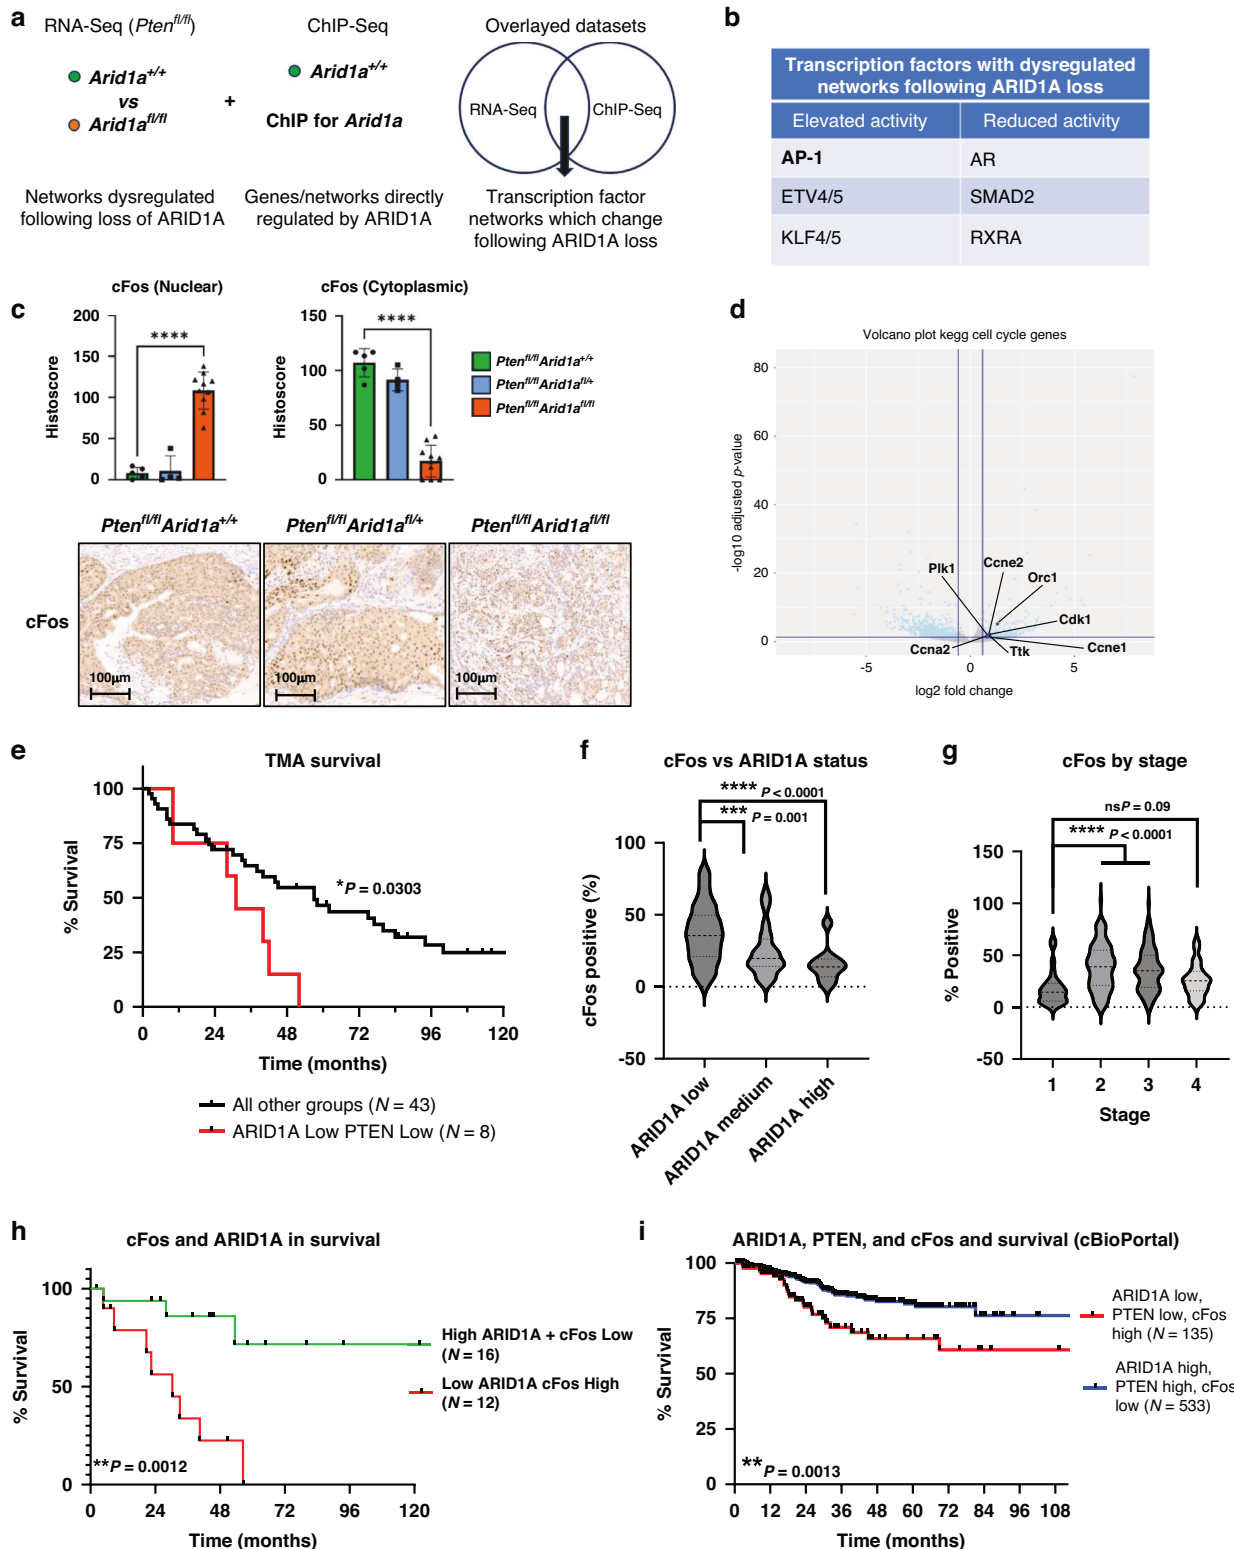 a
RNA-Seq (Pten^fl/fl)
ChIP-Seq
Overlayed datasets
Arid1a^+/+
vs
Arid1a^fl/fl
+
Arid1a^+/+
ChIP for Arid1a
RNA-Seq
ChIP-Seq
Networks dysregulated
following loss of ARID1A
Genes/networks directly
regulated by ARID1A
Transcription factor
networks which change
following ARID1A loss
b
Transcription factors with dysregulated
networks following ARID1A loss
Elevated activity Reduced activity
AP-1 AR
ETV4/5 SMAD2
KLF4/5 RXRA
c
cFos (Nuclear)
Histoscore
200
150
100
50
0
****
cFos (Cytoplasmic)
Histoscore
150
100
50
0
****
Pten^fl/fl Arid1a^+/+
Pten^fl/fl Arid1a^fl/+
Pten^fl/fl Arid1a^fl/fl
Pten^fl/fl Arid1a^+/+
Pten^fl/fl Arid1a^fl/+
Pten^fl/fl Arid1a^fl/fl
cFos
100μm
100μm
100μm
d
Volcano plot kegg cell cycle genes
-log10 adjusted p-value
80
60
40
20
0
Plk1
Ccne2
Orc1
Cdk1
Ccna2
Ttk
Ccne1
-5 0 5
log2 fold change
e
TMA survival
% Survival
100
75
50
25
0
*P = 0.0303
0 24 48 72 96 120
Time (months)
All other groups (N = 43)
ARID1A Low PTEN Low (N = 8)
f
cFos vs ARID1A status
**** P < 0.0001
*** P = 0.001
cFos positive (%)
100
50
0
-50
ARID1A low
ARID1A medium
ARID1A high
g
cFos by stage
nsP = 0.09
**** P < 0.0001
% Positive
150
100
50
0
-50
1 2 3 4
Stage
h
cFos and ARID1A in survival
% Survival
100
50
0
**P = 0.0012
0 24 48 72 96 120
Time (months)
High ARID1A + cFos Low
(N = 16)
Low ARID1A cFos High
(N = 12)
i
ARID1A, PTEN, and cFos and survival (cBioPortal)
% Survival
100
75
50
25
0
** P = 0.0013
0 12 24 36 48 60 72 84 96 108
Time (months)
ARID1A low,
PTEN low, cFos
high (N = 135)
ARID1A high,
PTEN high, cFos
low (N = 533)